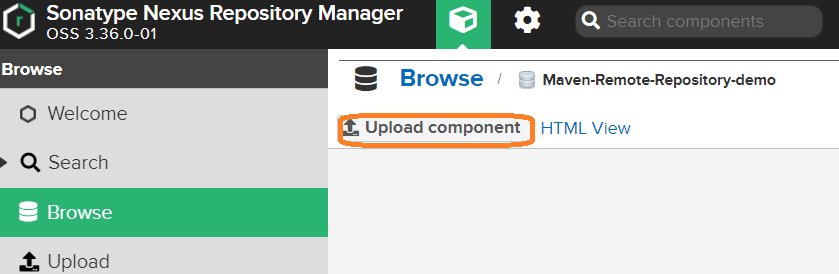 Sonatype Nexus Repository Manager
OSS 3.36.0-01
Search components
Browse
Browse / Maven-Remote-Repository-demo
Welcome
Upload component HTML View
Search
Browse
Upload